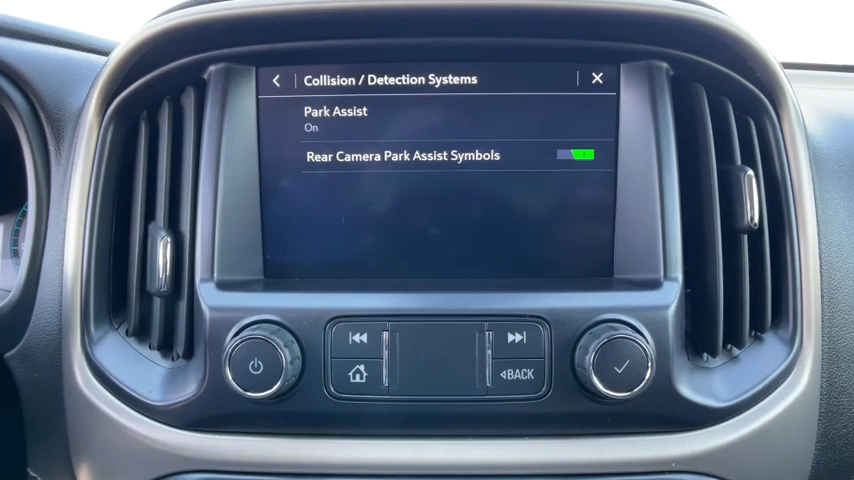 Collision / Detection Systems
Park Assist
On
Rear Camera Park Assist Symbols
BACK